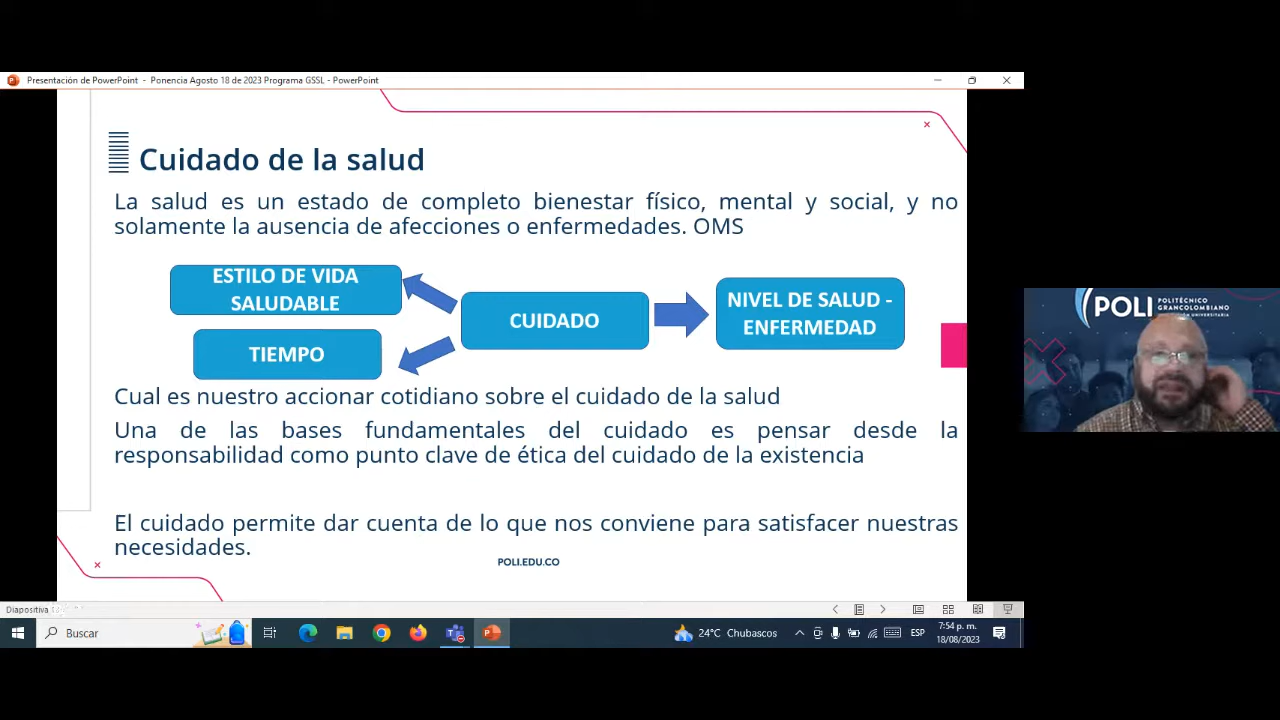 Presentación de PowerPoint - Ponencia Agosto 18 de 2023 Programa GSSL - PowerPoint
Cuidado de la salud
La salud es un estado de completo bienestar físico, mental y social, y no
solamente la ausencia de afecciones o enfermedades. OMS
ESTILO DE VIDA
SALUDABLE
TIEMPO
CUIDADO
NIVEL DE SALUD -
ENFERMEDAD
Cual es nuestro accionar cotidiano sobre el cuidado de la salud
Una de las bases fundamentales del cuidado es pensar desde la
responsabilidad como punto clave de ética del cuidado de la existencia
El cuidado permite dar cuenta de lo que nos conviene para satisfacer nuestras
necesidades.
POLI.EDU.CO
POLI
POLITÉCNICO
GRANCOLOMBIANO
Diapositiva
Buscar
24°C Chubascos
ESP
7:54 p. m.
18/08/2023